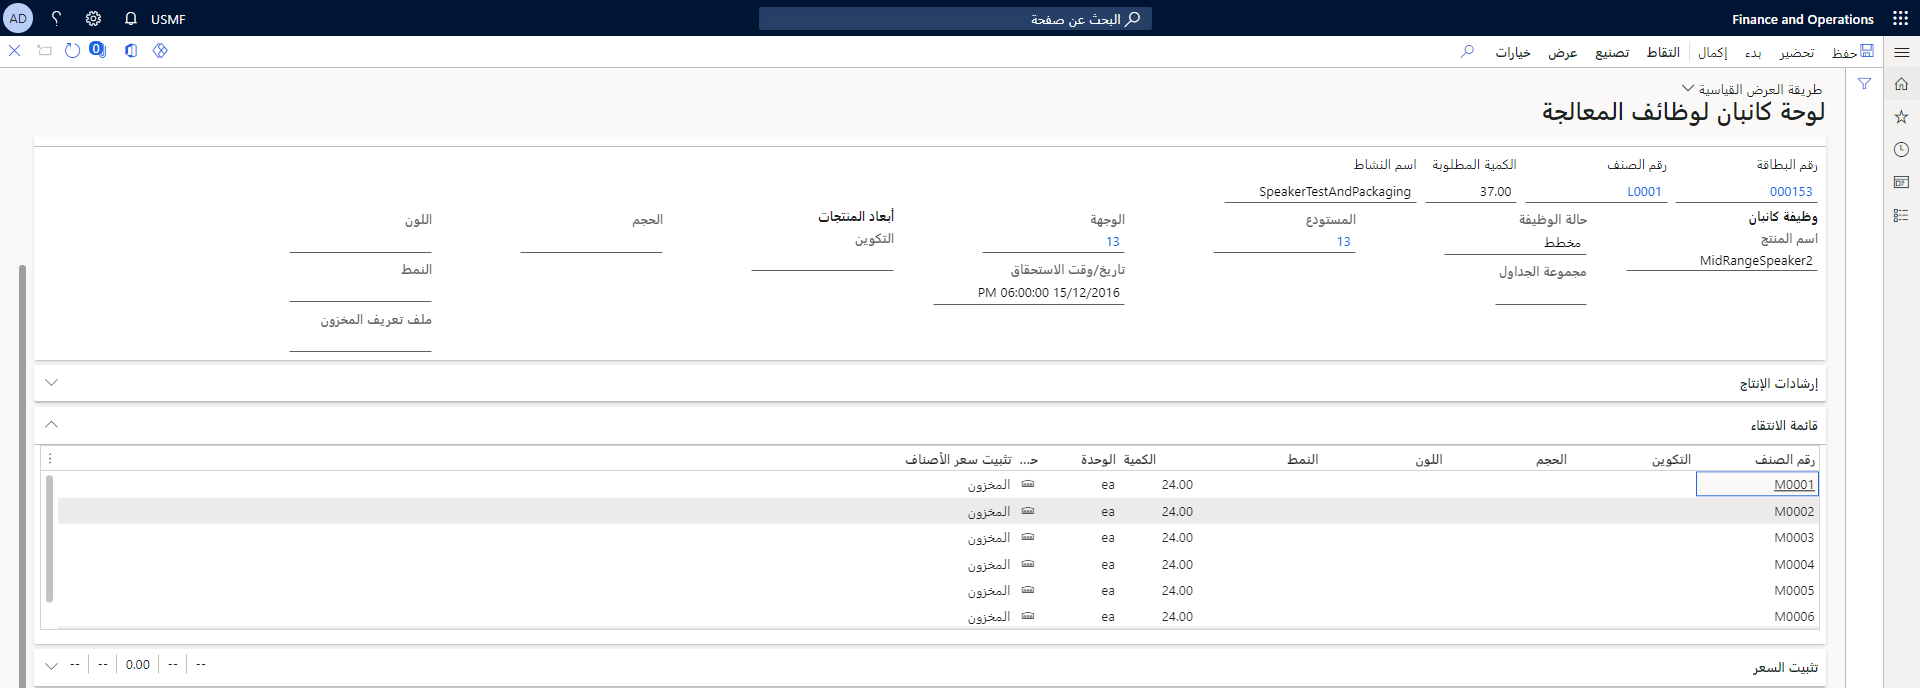 Finance and Operations
البحث عن صفحة
USMF
AD
حفظ
تحضير
بدء
إكمال
التقاط
تصنيع
عرض
خيارات
0
طريقة العرض القياسية
لوحة كانبان لوظائف المعالجة
رقم البطاقة رقم الصنف الكمية المطلوبة اسم النشاط
000153 L0001 37.00 SpeakerTestAndPackaging
وظيفة كانبان
اسم المنتج
MidRangeSpeaker2
حالة الوظيفة
مخطط
مجموعة الجداول
المستودع
13
الوجهة
13
تاريخ/وقت الاستحقاق
15/12/2016 06:00:00 PM
أبعاد المنتجات
التكوين
الحجم
اللون
النمط
ملف تعريف المخزون
إرشادات الإنتاج
قائمة الانتقاء
رقم الصنف التكوين الحجم اللون النمط الكمية الوحدة حـ... تثبيت سعر الأصناف
M0001 24.00 ea المخزون
M0002 24.00 ea المخزون
M0003 24.00 ea المخزون
M0004 24.00 ea المخزون
M0005 24.00 ea المخزون
M0006 24.00 ea المخزون
تثبيت السعر -- -- 0.00 -- --